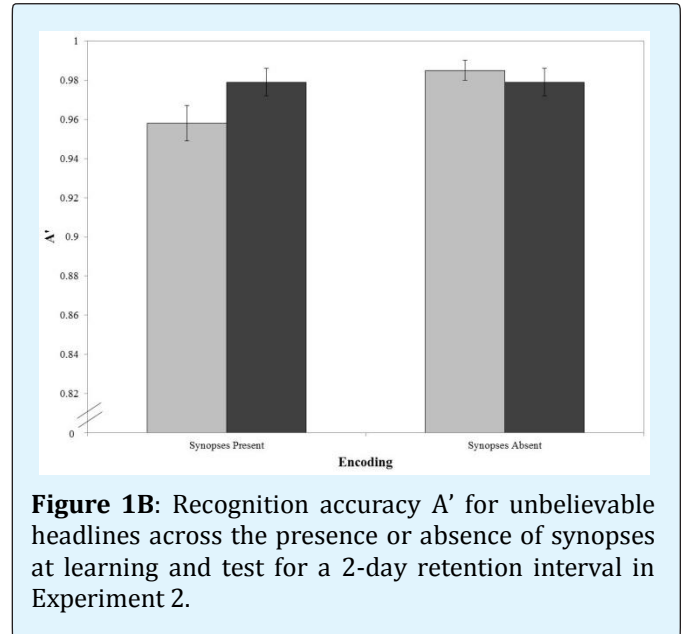 1
0.98
0.96
0.94
0.92
0.9
0.88
0.86
0.84
0.82
0
A'
Synopses Present
Synopses Absent
Encoding
Figure 1B: Recognition accuracy A’ for unbelievable
headlines across the presence or absence of synopses
at learning and test for a 2-day retention interval in
Experiment 2.